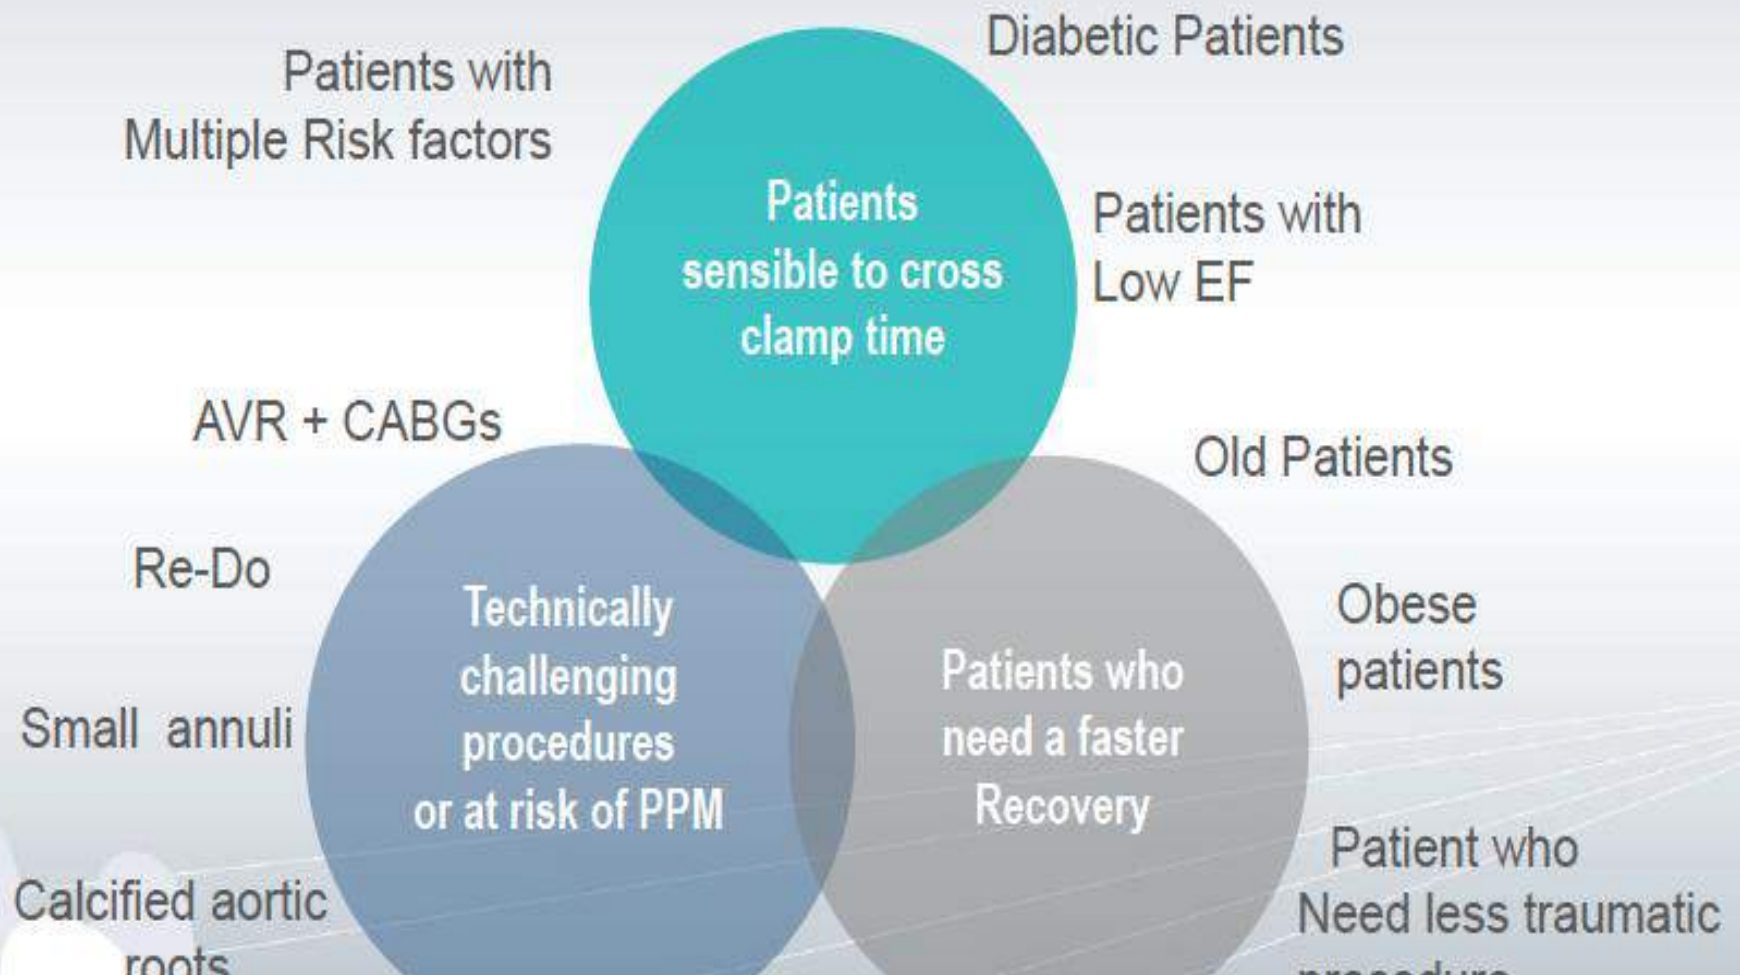 Diabetic Patients
Patients with
Multiple Risk factors
Patients
sensible to cross
clamp time
Patients with
Low EF
AVR + CABGs
Old Patients
Re-Do
Technically
challenging
procedures
or at risk of PPM
Obese
patients
Patients who
need a faster
Recovery
Small annuli
Patient who
Need less traumatic
procedure
Calcified aortic
roots